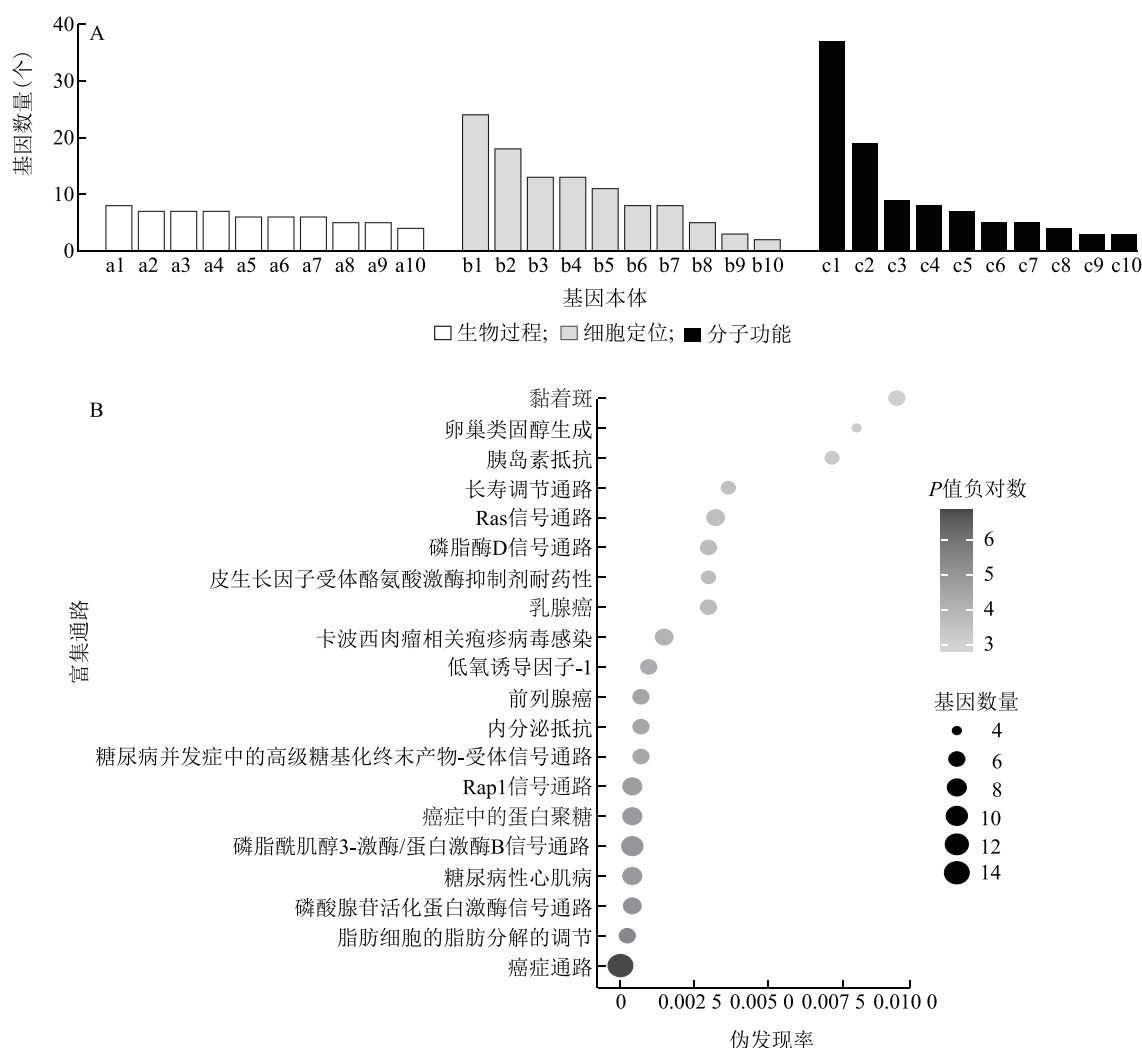 A
基因数量(个)
40
30
20
10
0
a1 a2 a3 a4 a5 a6 a7 a8 a9 a10 b1 b2 b3 b4 b5 b6 b7 b8 b9 b10 c1 c2 c3 c4 c5 c6 c7 c8 c9 c10
基因本体
生物过程; 细胞定位; 分子功能
B
富集通路
黏着斑
卵巢类固醇生成
胰岛素抵抗
长寿调节通路
Ras信号通路
磷脂酶D信号通路
皮生长因子受体酪氨酸激酶抑制剂耐药性
乳腺癌
卡波西肉瘤相关疱疹病毒感染
低氧诱导因子-1
前列腺癌
内分泌抵抗
糖尿病并发症中的高级糖基化终末产物-受体信号通路
Rap1信号通路
癌症中的蛋白聚糖
磷脂酰肌醇3-激酶/蛋白激酶B信号通路
糖尿病性心肌病
磷酸腺苷活化蛋白激酶信号通路
脂肪细胞的脂肪分解的调节
癌症通路
0 0.002 5 0.005 0 0.007 5 0.010 0
伪发现率
P值负对数
6
5
4
3
基因数量
4
6
8
10
12
14